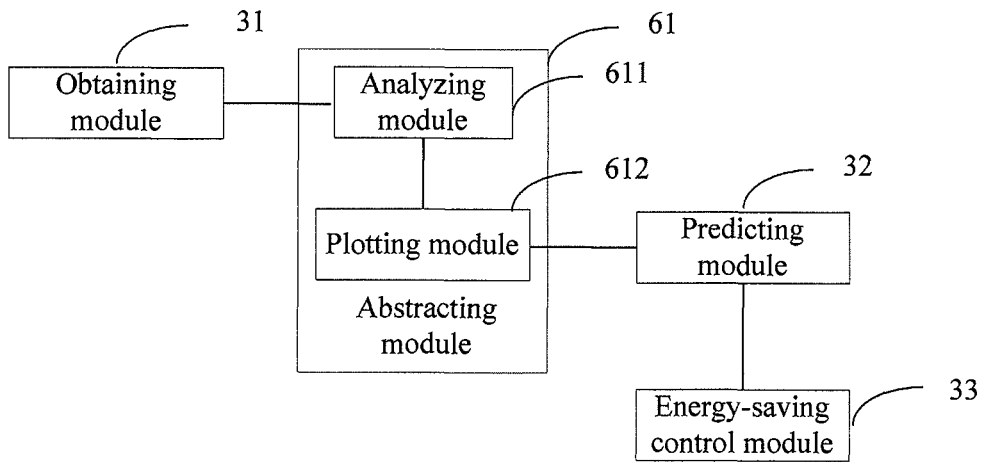 31
61
Obtaining
module
Analyzing
module
611
612
32
Plotting module
Predicting
module
Abstracting
module
33
Energy-saving
control module